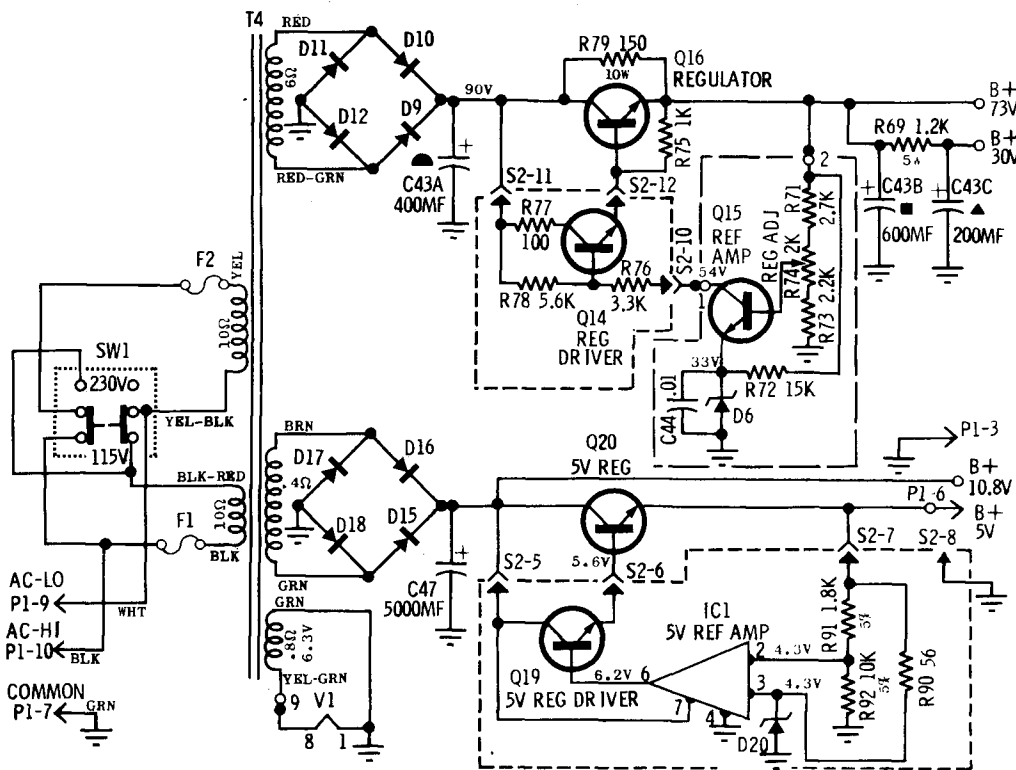 T4
RED
D11
D10
6Ω
D12
D9
RED-GRN
90V
R79 150
10W
Q16
REGULATOR
R75 1K
+
C43A
400MF
S2-11
S2-12
R77
100
R78 5.6K
R76
3.3K
Q14
REG
DRIVER
S2-10
54V
1
Q15
REF
AMP
REG ADJ
2
R71
2.7K
R74 2K
R73 2.2K
33V
R72 15K
C44 .01
D6
B+
73V
R69 1.2K
B+
30V
+
C43B
600MF
+
C43C
200MF
F2
YEL
10Ω
SW1
230V
115V
YEL-BLK
BLK-RED
10Ω
F1
BLK
AC-LO
P1-9
WHT
AC-HI
P1-10
BLK
COMMON
P1-7
GRN
BRN
D17
D16
.4Ω
D18
D15
GRN
+
C47
5000MF
GRN
.8Ω
6.3V
YEL-GRN
9
V1
8
1
Q20
5V REG
P1-3
B+
10.8V
P1-6
B+
5V
S2-5
5.6V
S2-6
S2-7
S2-8
Q19
5V REG DRIVER
6.2V
6
IC1
5V REF AMP
2
4.3V
3
4.3V
7
4
D20
R91 1.8K
5%
R92 10K
5%
R90 56